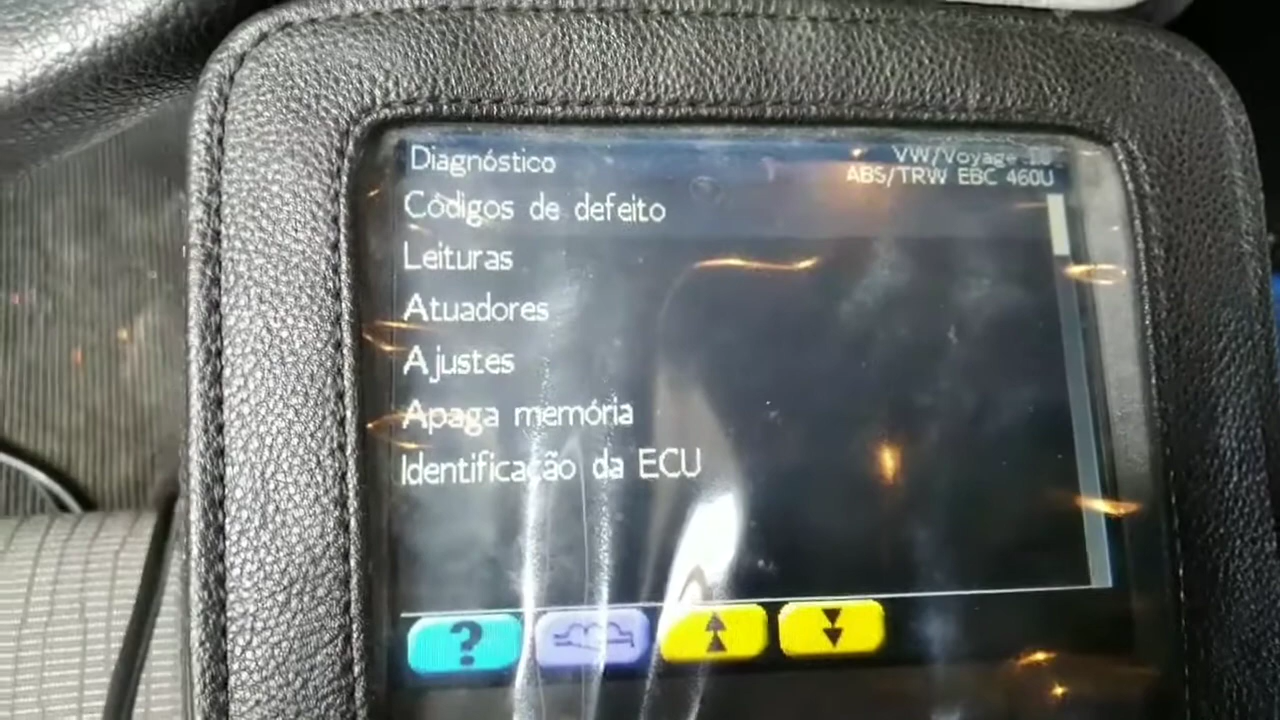 Diagnóstico
VW/Voyage
ABS/TRW EBC 460U
Códigos de defeito
Leituras
Atuadores
Ajustes
Apaga memória
Identificação da ECU
?